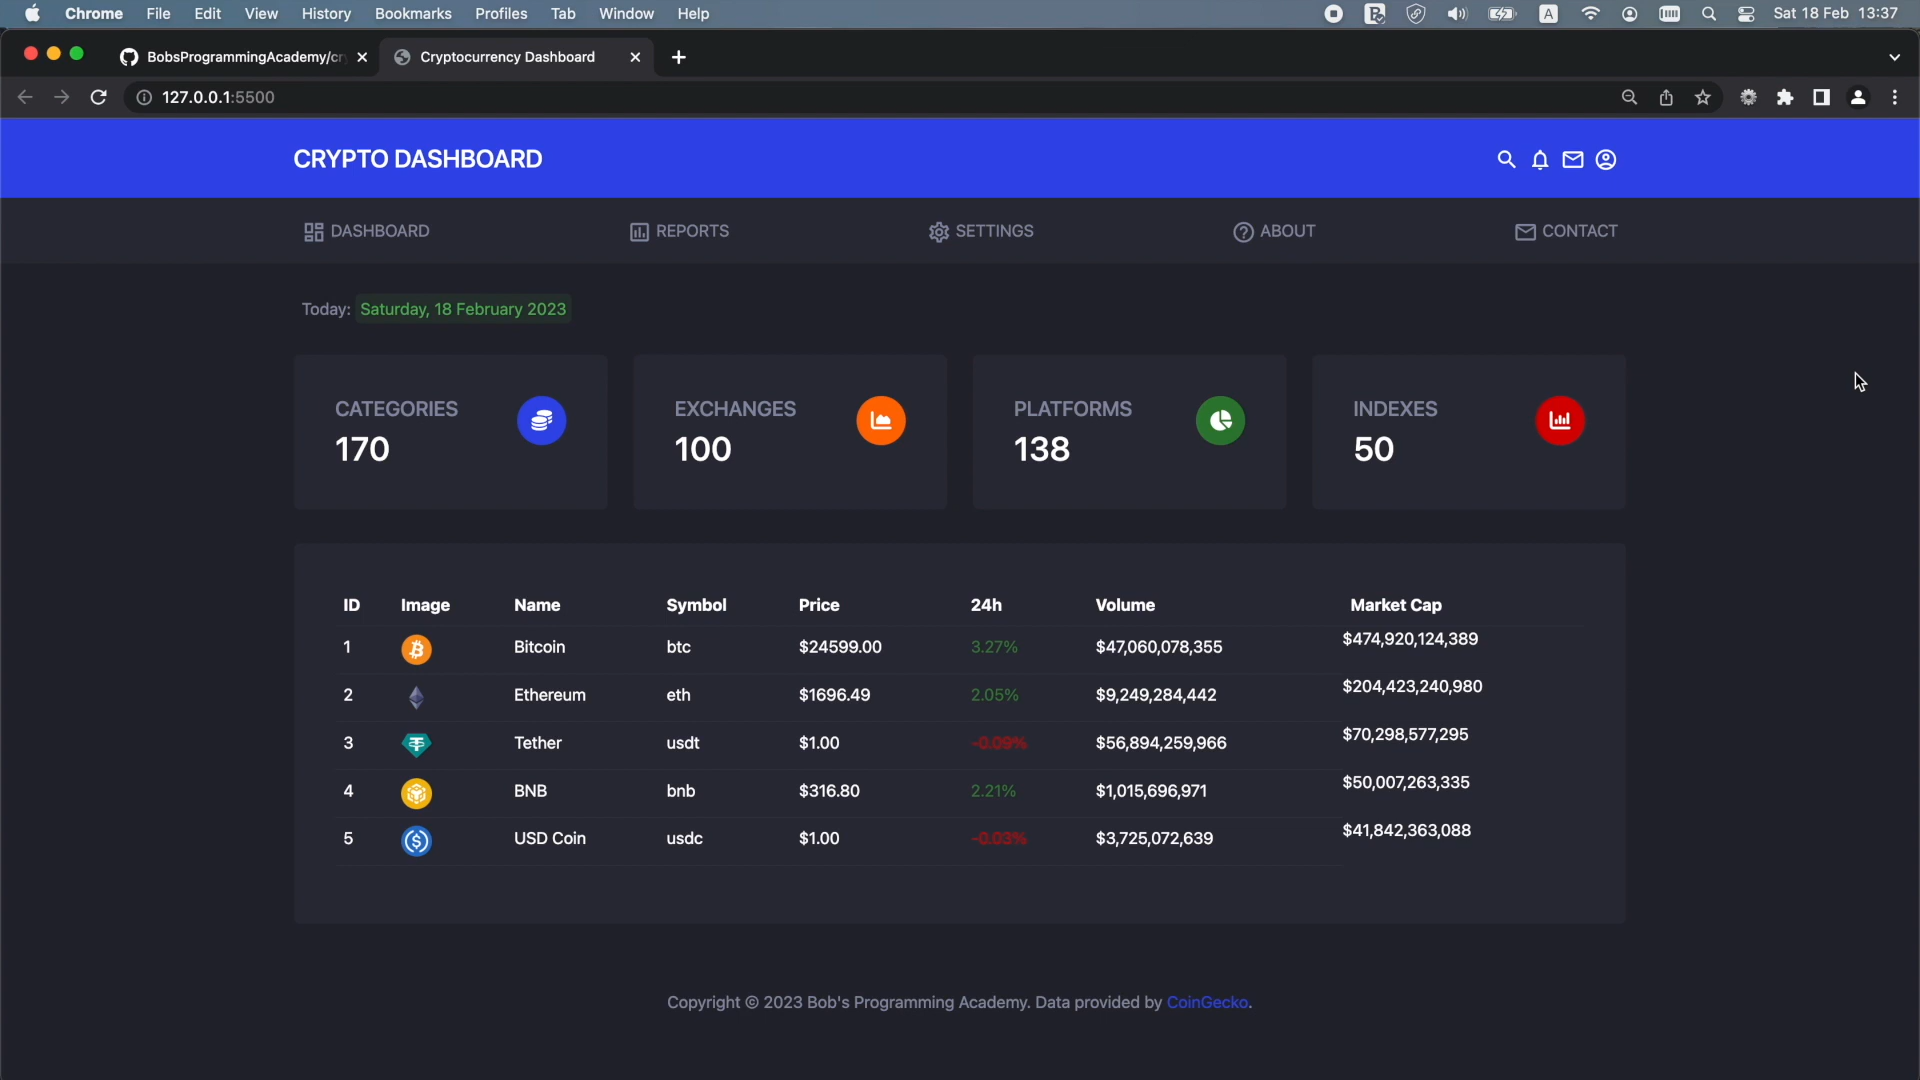 Chrome File Edit View History Bookmarks Profiles Tab Window Help A Sat 18 Feb 13:37
BobsProgrammingAcademy/cr Cryptocurrency Dashboard
127.0.0.1:5500
CRYPTO DASHBOARD
DASHBOARD REPORTS SETTINGS ABOUT CONTACT
Today: Saturday, 18 February 2023
CATEGORIES EXCHANGES PLATFORMS INDEXES
170 100 138 50
ID Image Name Symbol Price 24h Volume Market Cap
1 Bitcoin btc $24599.00 3.27% $47,060,078,355 $474,920,124,389
2 Ethereum eth $1696.49 2.05% $9,249,284,442 $204,423,240,980
3 Tether usdt $1.00 -0.09% $56,894,259,966 $70,298,577,295
4 BNB bnb $316.80 2.21% $1,015,696,971 $50,007,263,335
5 USD Coin usdc $1.00 -0.03% $3,725,072,639 $41,842,363,088
Copyright © 2023 Bob's Programming Academy. Data provided by CoinGecko.